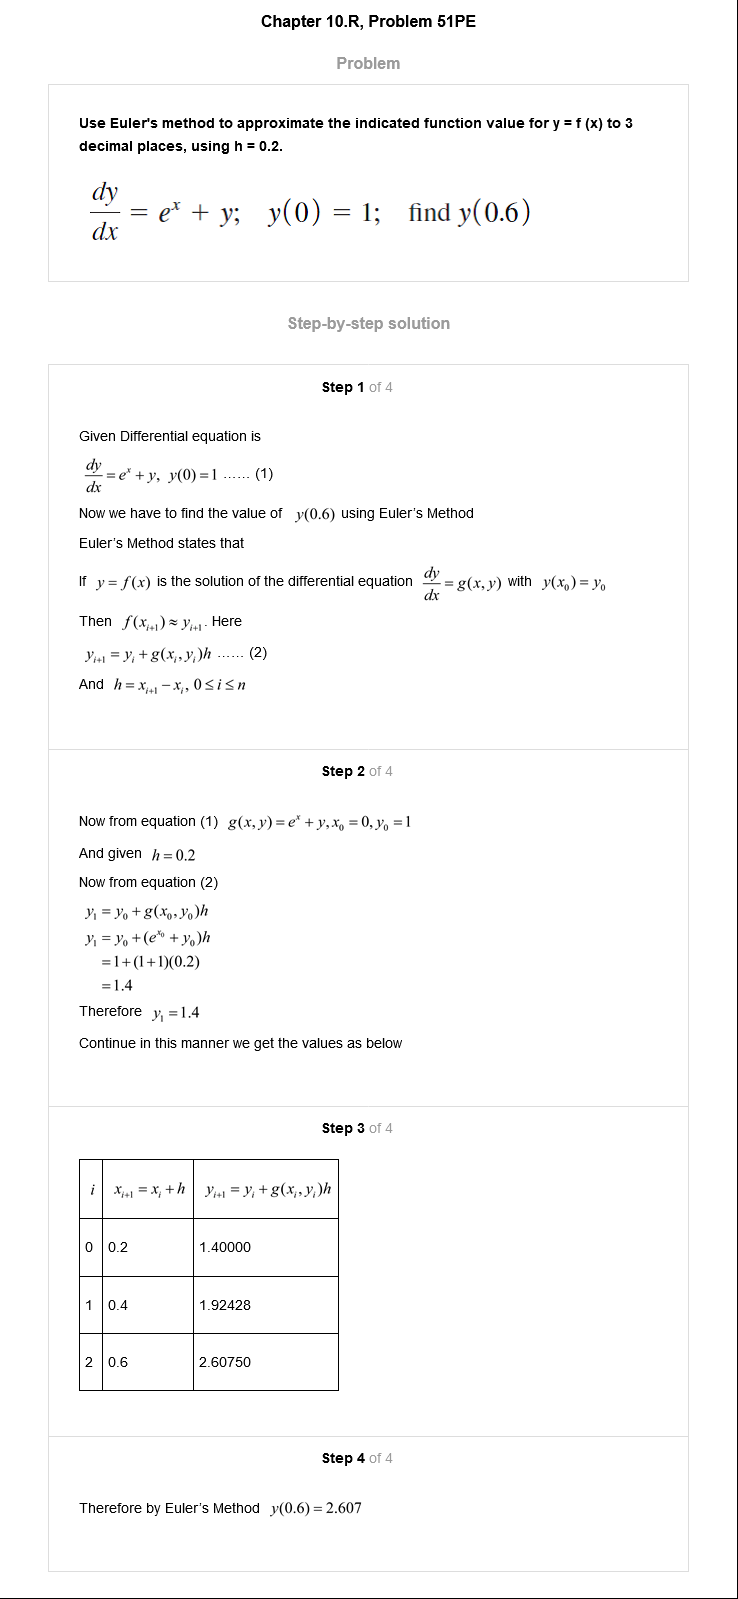 Chapter 10.R, Problem 51PE
Problem
Use Euler's method to approximate the indicated function value for y = f (x) to 3
decimal places, using h = 0.2.
dy/dx = e^x + y; y(0) = 1; find y(0.6)
Step-by-step solution
Step 1 of 4
Given Differential equation is
dy/dx = e^x + y, y(0) = 1 ...... (1)
Now we have to find the value of y(0.6) using Euler's Method
Euler's Method states that
If y = f(x) is the solution of the differential equation dy/dx = g(x, y) with y(x_0) = y_0
Then f(x_{i+1}) ≈ y_{i+1}. Here
y_{i+1} = y_i + g(x_i, y_i)h ...... (2)
And h = x_{i+1} − x_i, 0 ≤ i ≤ n
Step 2 of 4
Now from equation (1) g(x, y) = e^x + y, x_0 = 0, y_0 = 1
And given h = 0.2
Now from equation (2)
y_1 = y_0 + g(x_0, y_0)h
y_1 = y_0 + (e^{x_0} + y_0)h
= 1 + (1 + 1)(0.2)
= 1.4
Therefore y_1 = 1.4
Continue in this manner we get the values as below
Step 3 of 4
i x_{i+1} = x_i + h y_{i+1} = y_i + g(x_i, y_i)h
0 0.2 1.40000
1 0.4 1.92428
2 0.6 2.60750
Step 4 of 4
Therefore by Euler's Method y(0.6) = 2.607